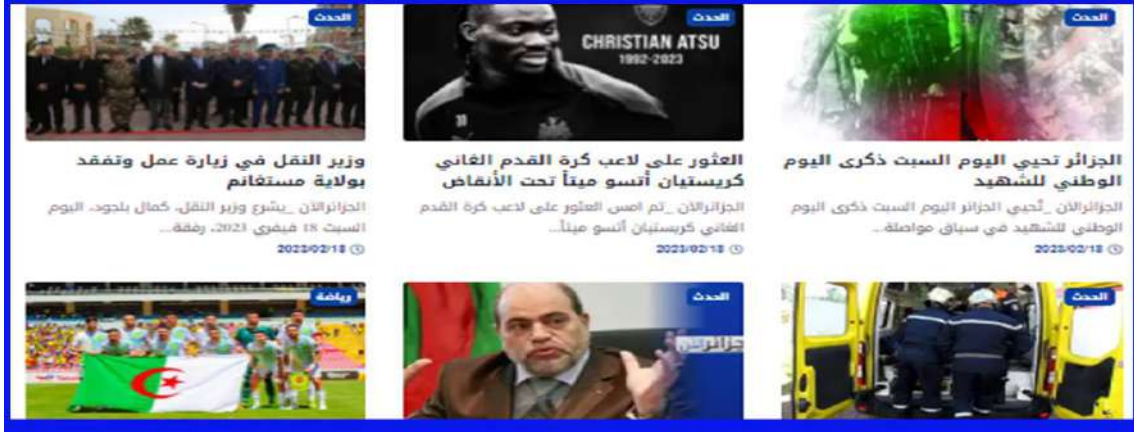 الحدث
الجزائر تحيي اليوم السبت ذكرى اليوم
الوطني للشهيد
الجزائرالآن _تُحيي الجزائر اليوم السبت ذكرى اليوم
الوطني للشهيد في سياق مواصلة...
2023/02/18
الحدث
CHRISTIAN ATSU
1992-2023
العثور على لاعب كرة القدم الغاني
كريستيان أتسو ميتاً تحت الأنقاض
الجزائرالآن _تم امس العثور على لاعب كرة القدم
الغاني كريستيان أتسو ميتاً...
2023/02/18
الحدث
وزير النقل في زيارة عمل وتفقد
بولاية مستغانم
الجزائرالآن _يشرع وزير النقل، كمال بلجود، اليوم
السبت 18 فيفري 2023، رفقة...
2023/02/18
الحدث
الحدث
رياضة